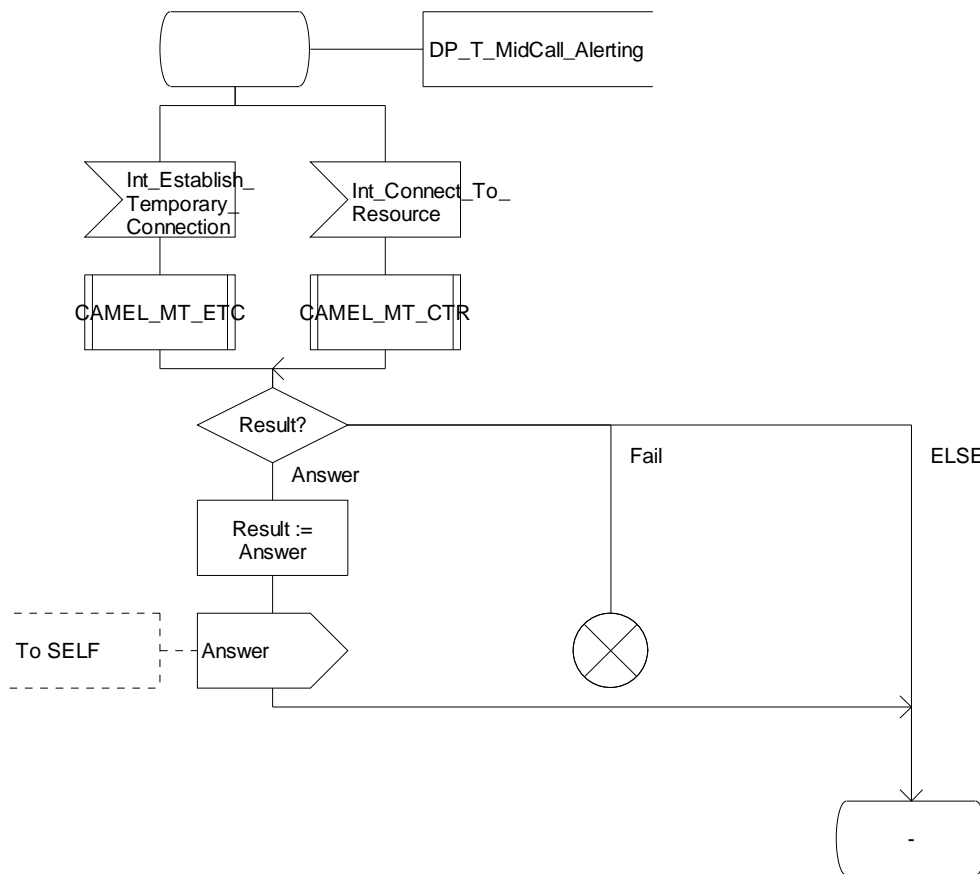 DP_T_MidCall_Alerting
Int_Establish_
Temporary_
Connection
Int_Connect_To_
Resource
CAMEL_MT_ETC
CAMEL_MT_CTR
Result?
Fail
ELSE
Answer
Result :=
Answer
To SELF
Answer
-